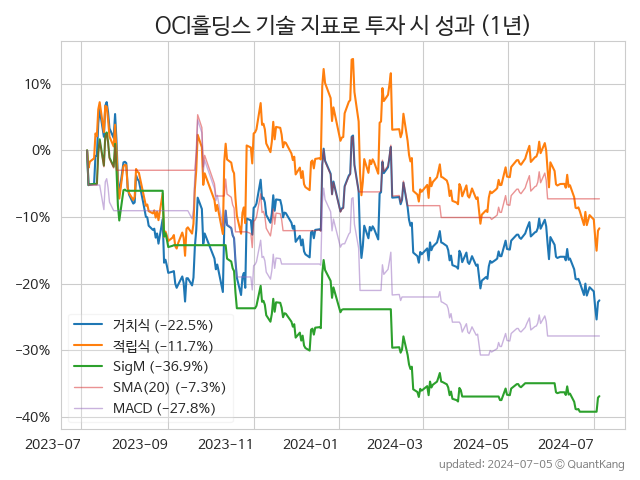 OCI홀딩스 기술 지표로 투자 시 성과 (1년)
10%
0%
−10%
−20%
−30%
−40%
거치식 (−22.5%)
적립식 (−11.7%)
SigM (−36.9%)
SMA(20) (−7.3%)
MACD (−27.8%)
2023−07
2023−09
2023−11
2024−01
2024−03
2024−05
2024−07
updated: 2024−07−05 © QuantKang